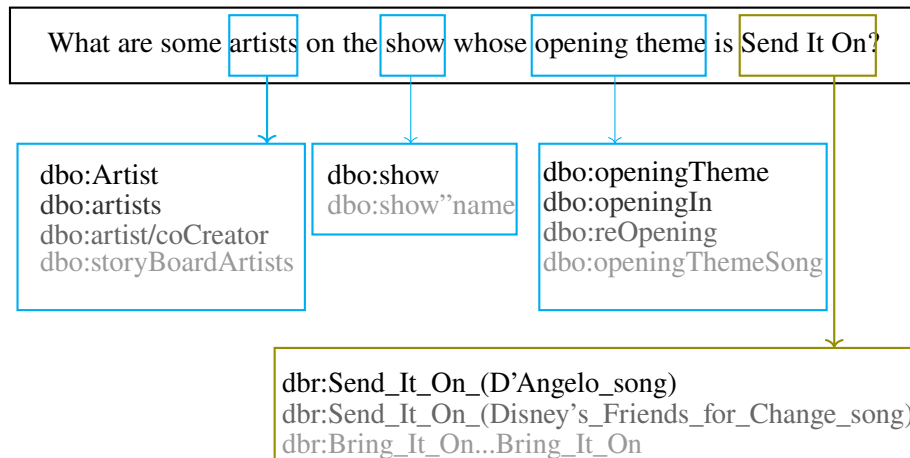 What are some artists on the show whose opening theme is Send It On?
dbo:Artist
dbo:artists
dbo:artist/coCreator
dbo:storyBoardArtists
dbo:show
dbo:show”name
dbo:openingTheme
dbo:openingIn
dbo:reOpening
dbo:openingThemeSong
dbr:Send_It_On_(D’Angelo_song)
dbr:Send_It_On_(Disney’s_Friends_for_Change_song)
dbr:Bring_It_On...Bring_It_On